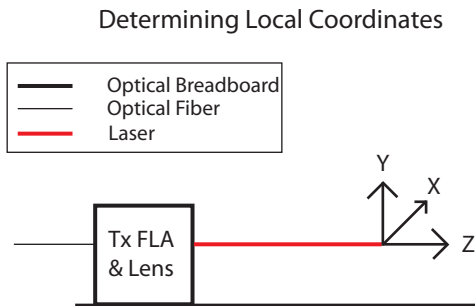 Determining Local Coordinates
Optical Breadboard
Optical Fiber
Laser
Y
X
Z
Tx FLA
& Lens